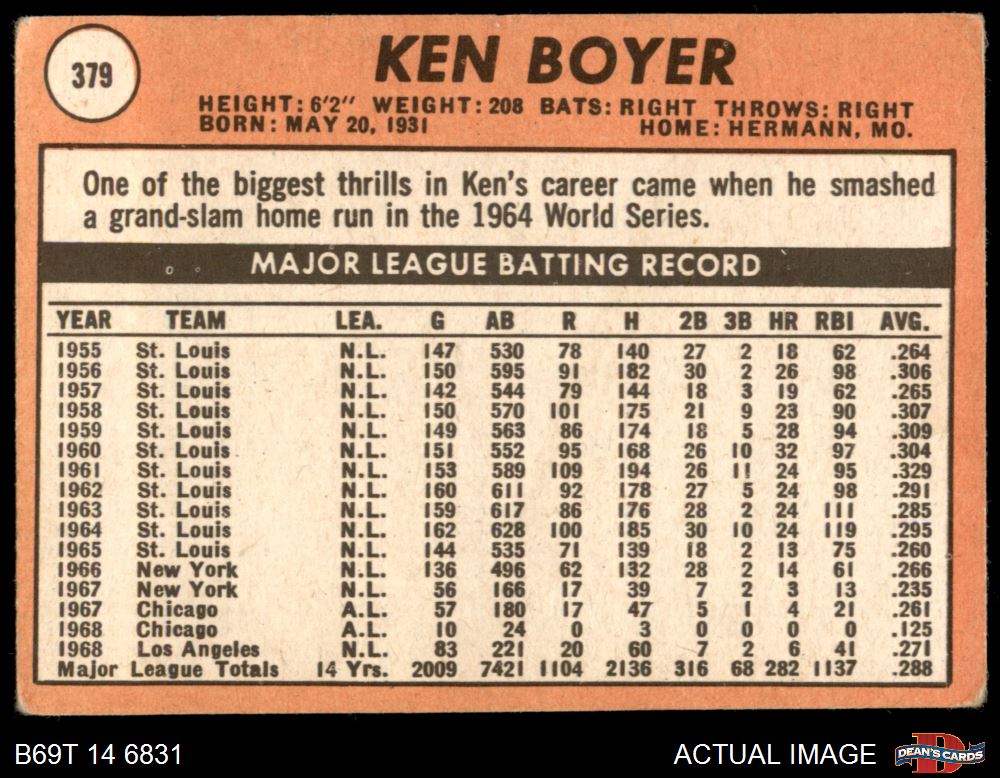 379
KEN BOYER
HEIGHT: 6'2" WEIGHT: 208 BATS: RIGHT THROWS: RIGHT
BORN: MAY 20, 1931 HOME: HERMANN, MO.
One of the biggest thrills in Ken's career came when he smashed
a grand-slam home run in the 1964 World Series.
MAJOR LEAGUE BATTING RECORD
YEAR TEAM LEA. G AB R H 2B 3B HR RBI AVG.
1955 St. Louis N.L. 147 530 78 140 27 2 18 62 .264
1956 St. Louis N.L. 150 595 91 182 30 2 26 98 .306
1957 St. Louis N.L. 142 544 79 144 18 3 19 62 .265
1958 St. Louis N.L. 150 570 101 175 21 9 23 90 .307
1959 St. Louis N.L. 149 563 86 174 18 5 28 94 .309
1960 St. Louis N.L. 151 552 95 168 26 10 32 97 .304
1961 St. Louis N.L. 153 589 109 194 26 11 24 95 .329
1962 St. Louis N.L. 160 611 92 178 27 5 24 98 .291
1963 St. Louis N.L. 159 617 86 176 28 2 24 111 .285
1964 St. Louis N.L. 162 628 100 185 30 10 24 119 .295
1965 St. Louis N.L. 144 535 71 139 18 2 13 75 .260
1966 New York N.L. 136 496 62 132 28 2 14 61 .266
1967 New York N.L. 56 166 17 39 7 2 3 13 .235
1967 Chicago A.L. 57 180 17 47 5 1 4 21 .261
1968 Chicago A.L. 10 24 0 3 0 0 0 0 .125
1968 Los Angeles N.L. 83 221 20 60 7 2 6 41 .271
Major League Totals 14 Yrs. 2009 7421 1104 2136 316 68 282 1137 .288
B69T 14 6831
ACTUAL IMAGE
D
DEAN'S CARDS